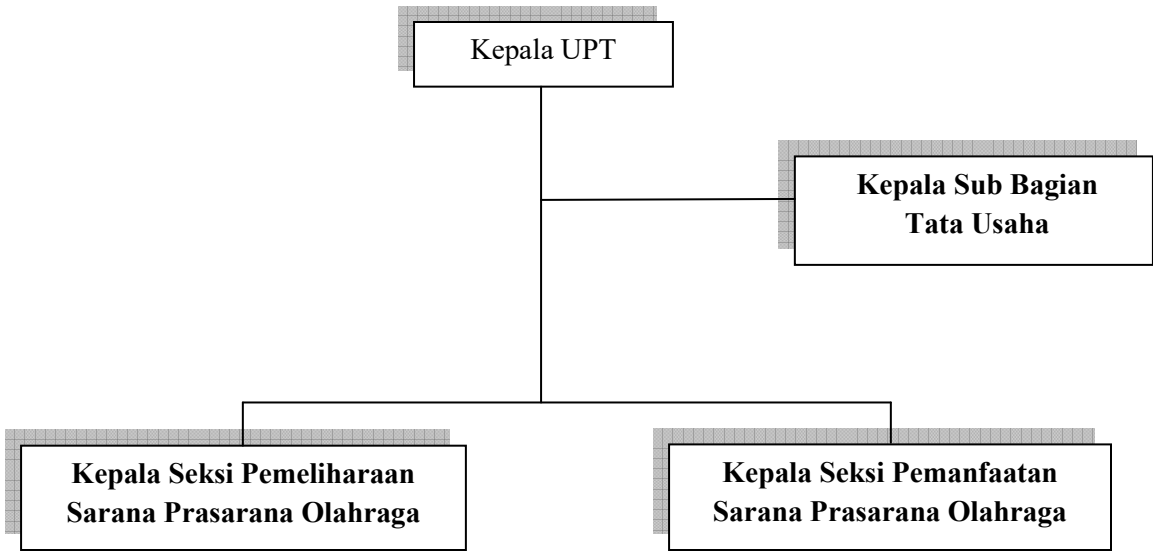 Kepala UPT
Kepala Sub Bagian
Tata Usaha
Kepala Seksi Pemeliharaan
Sarana Prasarana Olahraga
Kepala Seksi Pemanfaatan
Sarana Prasarana Olahraga